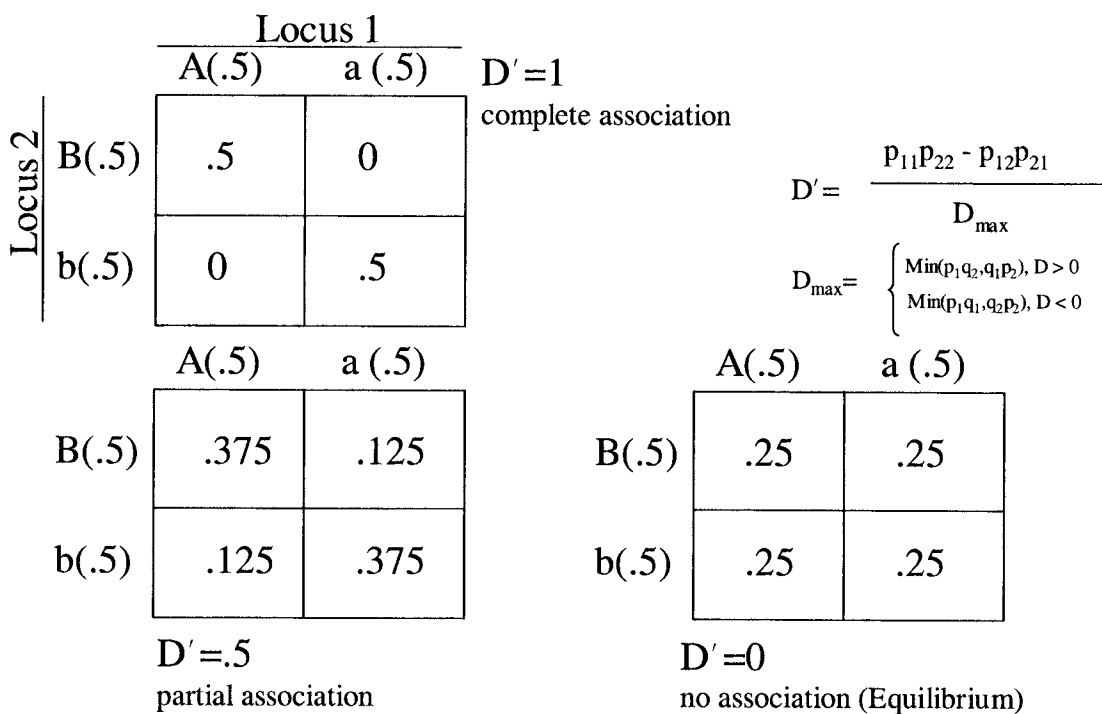 Locus 1
A(.5) a (.5)
D′=1
complete association
Locus 2
B(.5) .5 0
b(.5) 0 .5
D′= p₁₁p₂₂ - p₁₂p₂₁
D_max
D_max= { Min(p₁q₂,q₁p₂), D > 0
Min(p₁q₁,q₂p₂), D < 0
A(.5) a (.5)
B(.5) .375 .125
b(.5) .125 .375
D′=.5
partial association
A(.5) a (.5)
B(.5) .25 .25
b(.5) .25 .25
D′=0
no association (Equilibrium)